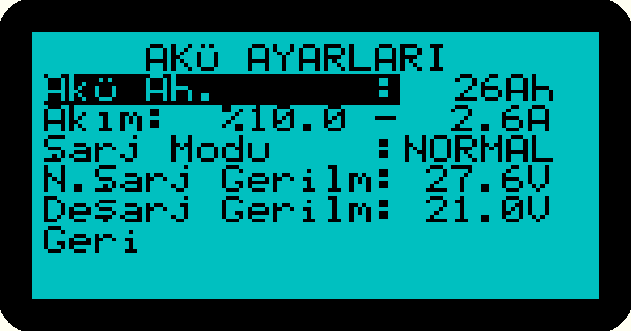 AKÜ AYARLARI
Akü Ah. : 26Ah
Akım: %10.0 - 2.6A
Şarj Modu :NORMAL
N.Şarj Gerilm: 27.6V
Deşarj Gerilm: 21.0V
Geri